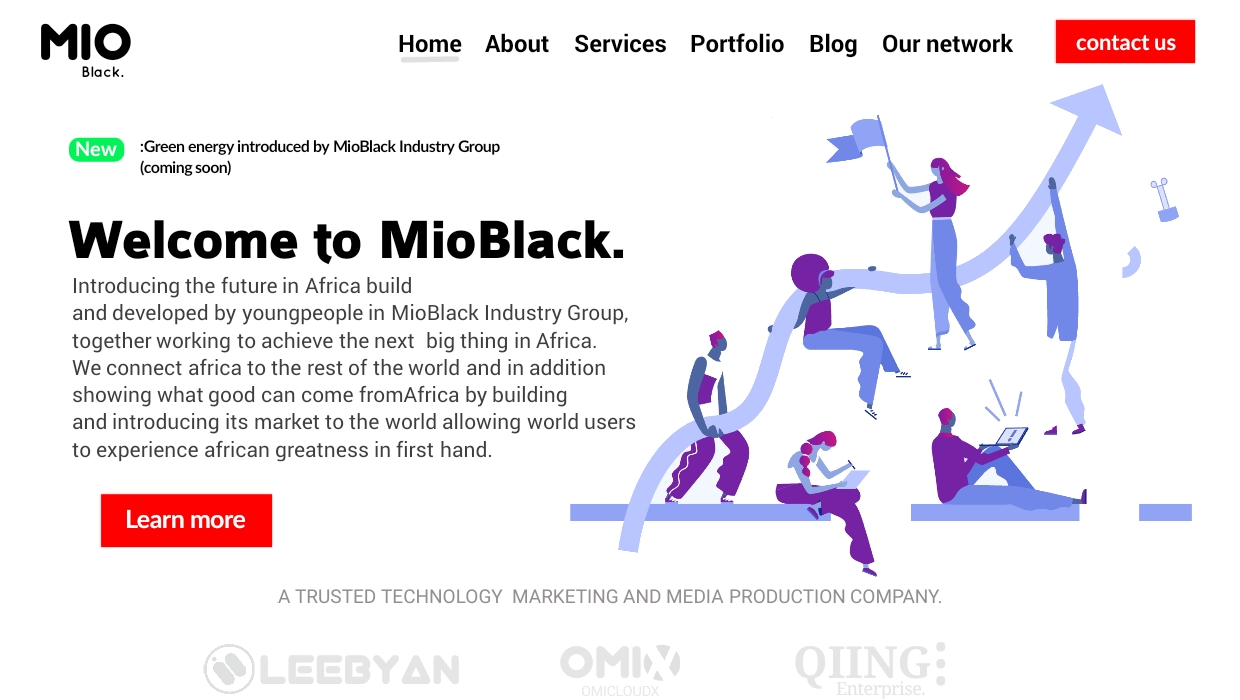 MIO
Black.
Home About Services Portfolio Blog Our network contact us
New :Green energy introduced by MioBlack Industry Group
(coming soon)
Welcome to MioBlack.
Introducing the future in Africa build
and developed by youngpeople in MioBlack Industry Group,
together working to achieve the next big thing in Africa.
We connect africa to the rest of the world and in addition
showing what good can come fromAfrica by building
and introducing its market to the world allowing world users
to experience african greatness in first hand.
Learn more
A TRUSTED TECHNOLOGY MARKETING AND MEDIA PRODUCTION COMPANY.
LEEBYAN OMIX QIING
OMICLOUDX Enterprise.